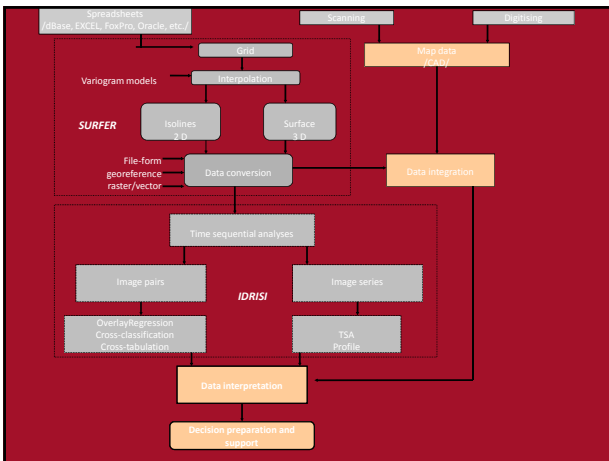 Spreadsheets
/dBase, EXCEL, FoxPro, Oracle, etc./
Scanning
Digitising
Grid
Map data
/CAD/
Variogram models
Interpolation
SURFER
Isolines
2 D
Surface
3 D
File-form
georeference
raster/vector
Data conversion
Data integration
Time sequential analyses
Image pairs
Image series
IDRISI
OverlayRegression
Cross-classification
Cross-tabulation
TSA
Profile
Data interpretation
Decision preparation and
support